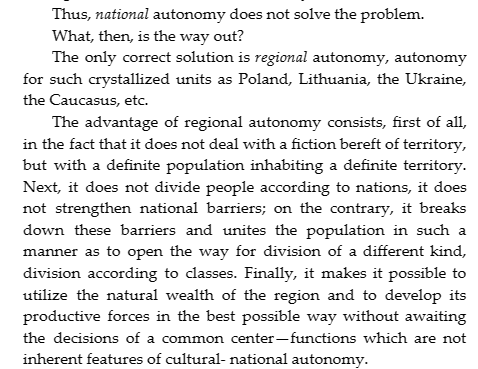 Thus, national autonomy does not solve the problem.
What, then, is the way out?
The only correct solution is regional autonomy, autonomy
for such crystallized units as Poland, Lithuania, the Ukraine,
the Caucasus, etc.
The advantage of regional autonomy consists, first of all,
in the fact that it does not deal with a fiction bereft of territory,
but with a definite population inhabiting a definite territory.
Next, it does not divide people according to nations, it does
not strengthen national barriers; on the contrary, it breaks
down these barriers and unites the population in such a
manner as to open the way for division of a different kind,
division according to classes. Finally, it makes it possible to
utilize the natural wealth of the region and to develop its
productive forces in the best possible way without awaiting
the decisions of a common center—functions which are not
inherent features of cultural- national autonomy.